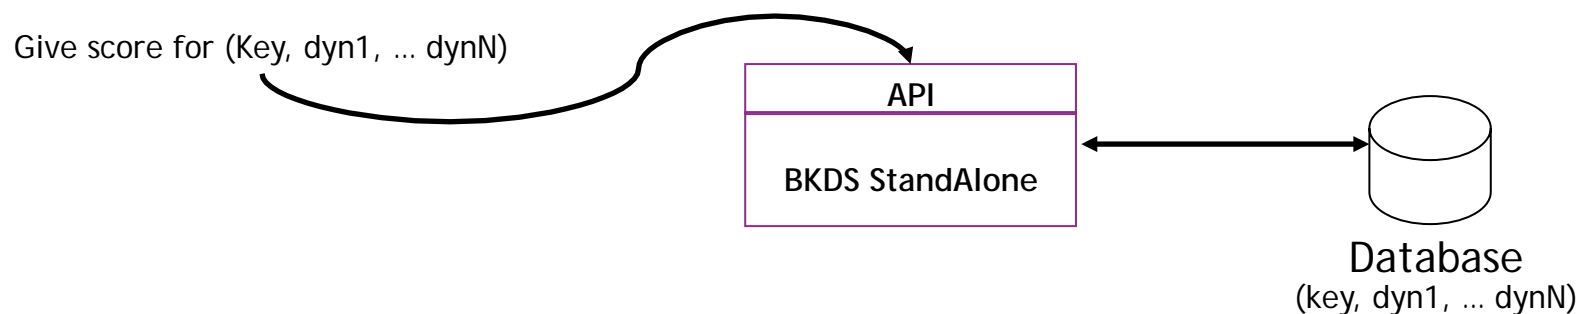 Give score for (Key, dyn1, ... dynN)
API
BKDS StandAlone
Database
(key, dyn1, ... dynN)